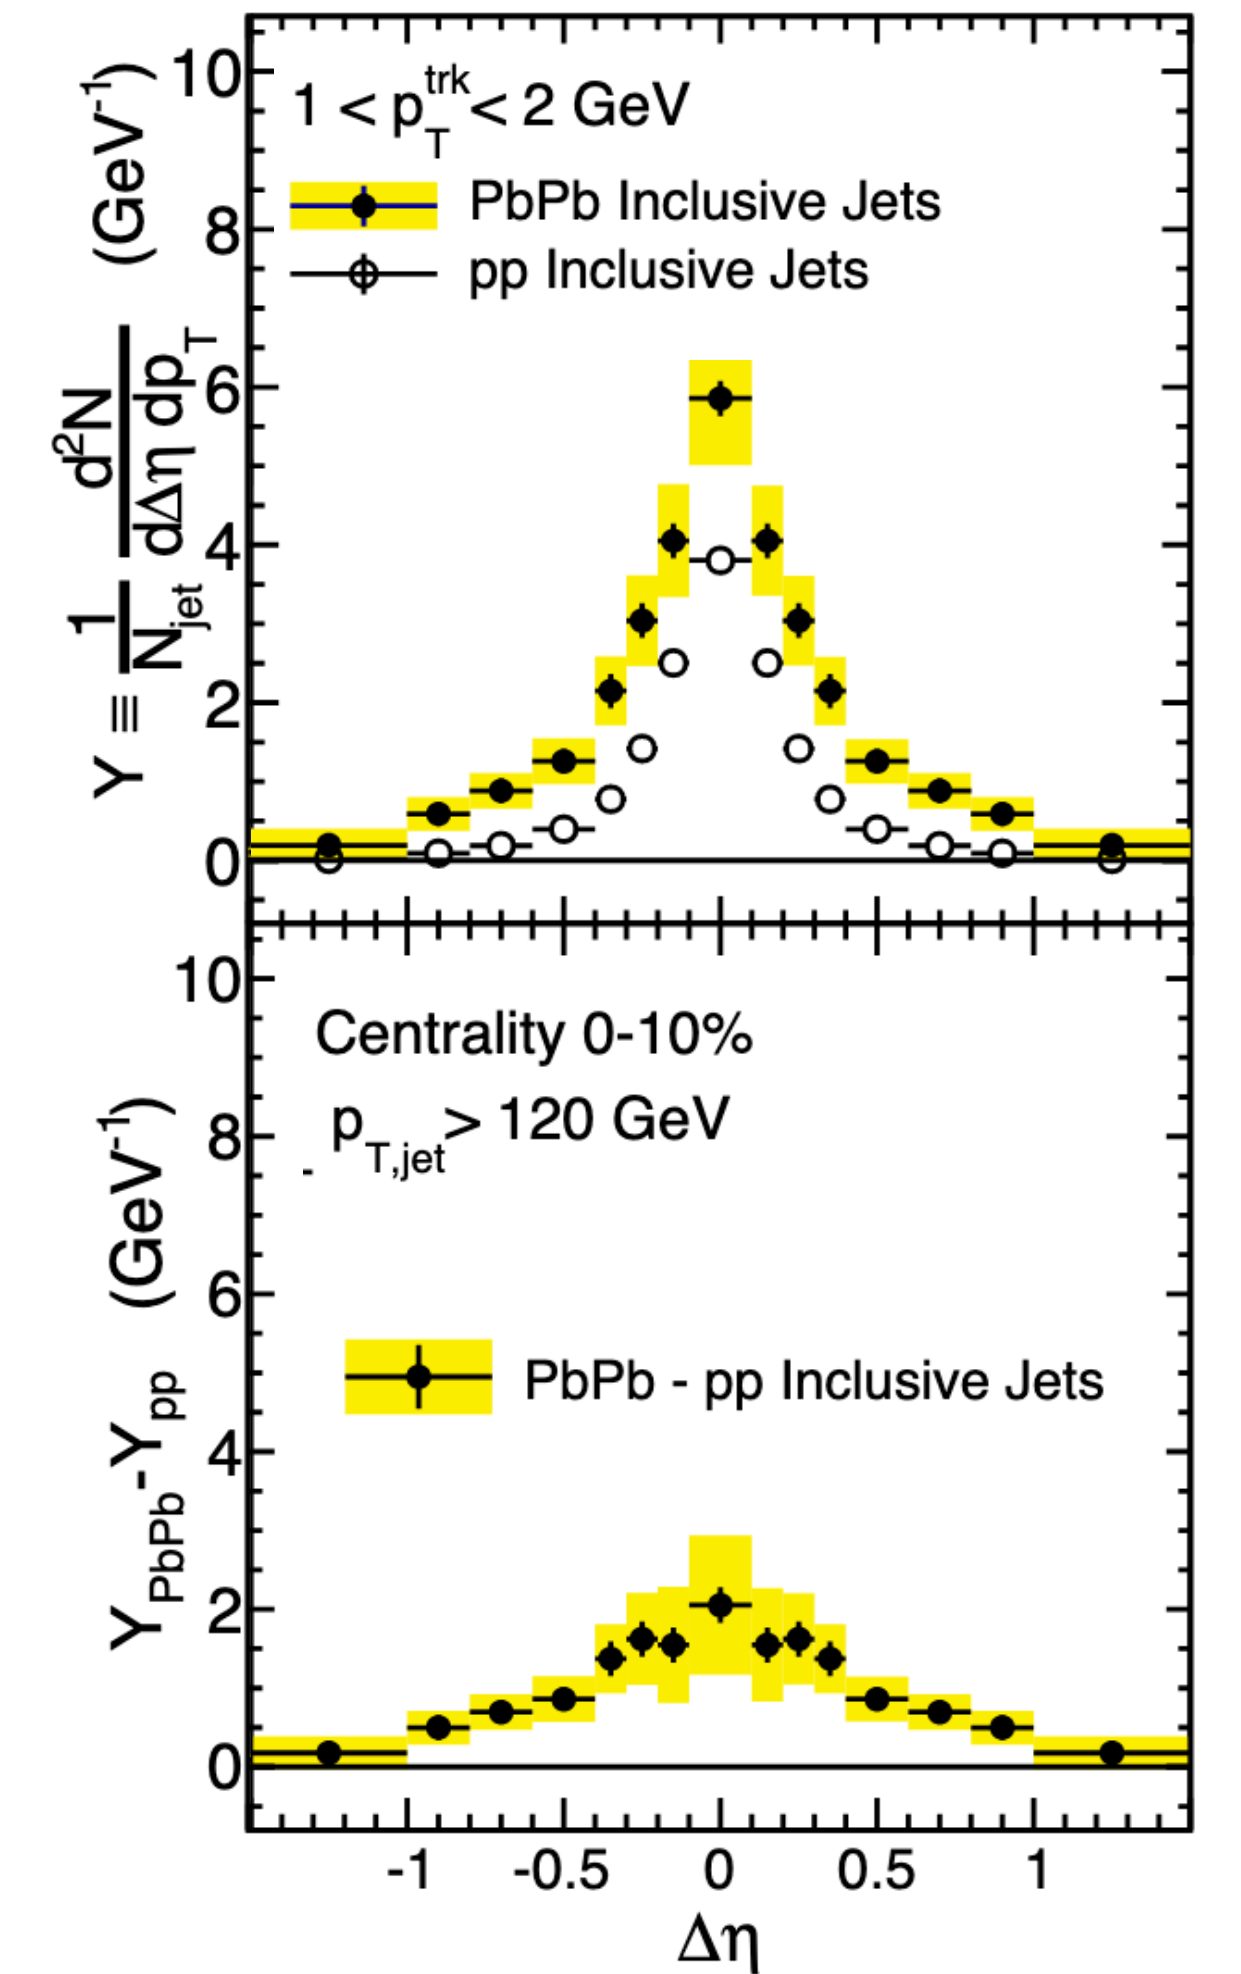 10
8
6
4
2
0
Y ≡ 1/N_jet d²N/dΔη dp_T (GeV⁻¹)
1 < p_T^trk < 2 GeV
PbPb Inclusive Jets
pp Inclusive Jets
10
8
6
4
2
0
Y_PbPb - Y_pp (GeV⁻¹)
Centrality 0-10%
p_T,jet > 120 GeV
-
PbPb - pp Inclusive Jets
-1 -0.5 0 0.5 1
Δη